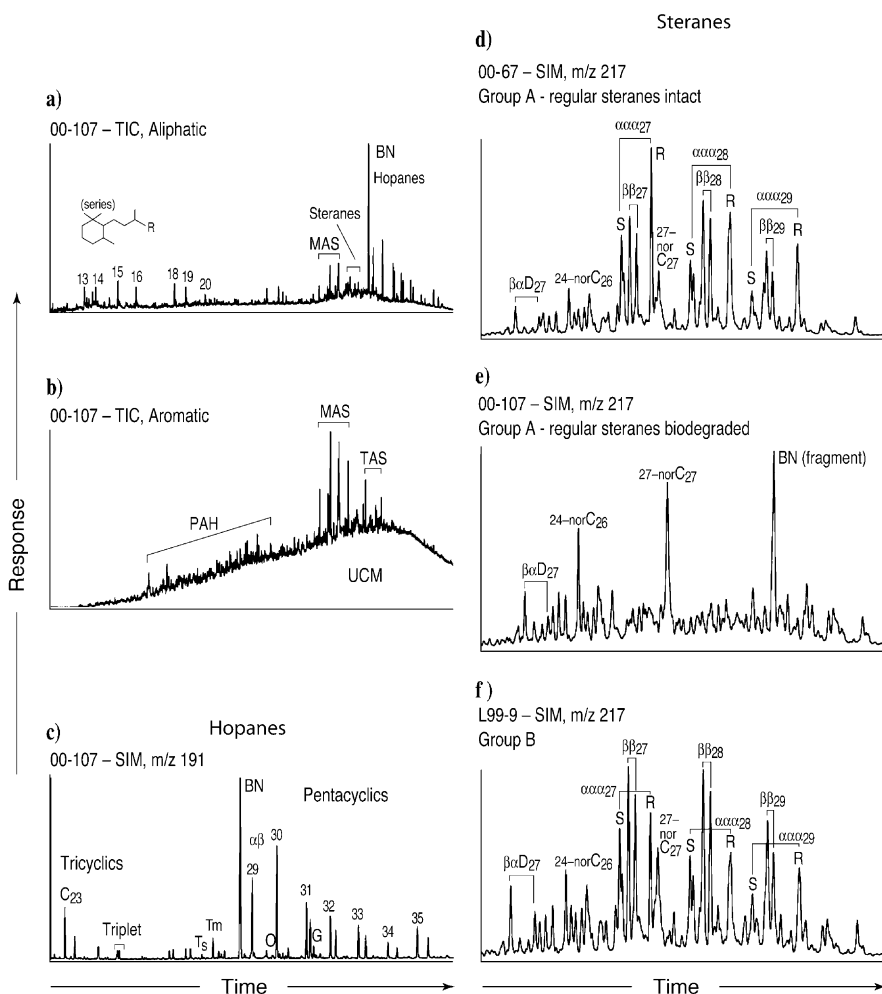 Steranes
a)
00-107 – TIC, Aliphatic
BN
Hopanes
(series)
R
Steranes
MAS
13 14 15 16 18 19 20
b)
00-107 – TIC, Aromatic
MAS
TAS
PAH
UCM
Hopanes
c)
00-107 – SIM, m/z 191
BN
Pentacyclics
αβ
30
29
Tricyclics
C23
Triplet
Ts
Tm
O
31
G
32
33
34
35
Response
Time
d)
00-67 – SIM, m/z 217
Group A - regular steranes intact
ααα27
R
ααα28
ββ27
ββ28
R
ααα29
S
27–
nor
C27
S
ββ29
R
βαD27
24–norC26
S
e)
00-107 – SIM, m/z 217
Group A - regular steranes biodegraded
BN (fragment)
27–norC27
24–norC26
βαD27
f)
L99-9 – SIM, m/z 217
Group B
ββ27
ββ28
ααα27
ββ29
S
R
27–
nor
C27
S
ααα28
R
ααα29
S
R
βαD27
24–norC26
Time